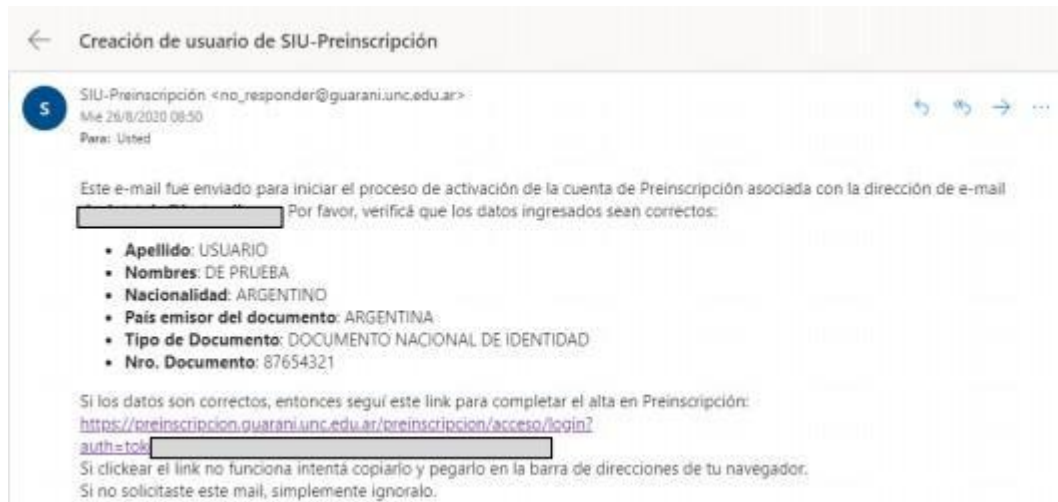 Creación de usuario de SIU-Preinscripción
S
SIU-Preinscripción <no_responder@guarani.unc.edu.ar>
Mié 26/8/2020 08:50
Para: Usted
Este e-mail fue enviado para iniciar el proceso de activación de la cuenta de Preinscripción asociada con la dirección de e-mail
Por favor, verificá que los datos ingresados sean correctos:
• Apellido: USUARIO
• Nombres: DE PRUEBA
• Nacionalidad: ARGENTINO
• País emisor del documento: ARGENTINA
• Tipo de Documento: DOCUMENTO NACIONAL DE IDENTIDAD
• Nro. Documento: 87654321
Si los datos son correctos, entonces seguí este link para completar el alta en Preinscripción:
https://preinscripcion.guarani.unc.edu.ar/preinscripcion/acceso/login?
auth=tok
Si clickear el link no funciona intentá copiarlo y pegarlo en la barra de direcciones de tu navegador.
Si no solicitaste este mail, simplemente ignoralo.